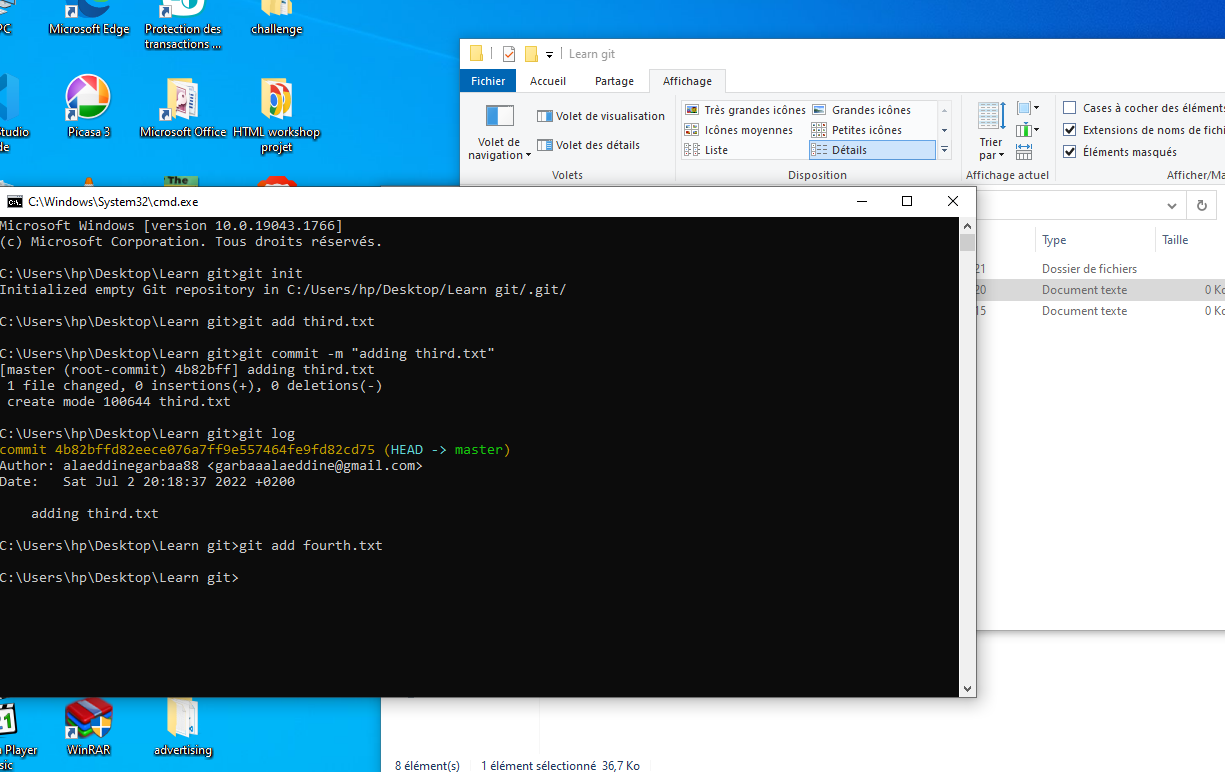 PC
Microsoft Edge
Protection des
transactions ...
challenge
Studio
Picasa 3
Microsoft Office
HTML workshop
projet
The
Learn git
Fichier
Accueil
Partage
Affichage
Volet de
navigation
Volet de visualisation
Volet des détails
Volets
Très grandes icônes
Grandes icônes
Icônes moyennes
Petites icônes
Liste
Détails
Disposition
Trier
par
Affichage actuel
Cases à cocher des élément
Extensions de noms de fichi
Éléments masqués
Afficher/Ma
Type
Taille
21
Dossier de fichiers
20
Document texte
0 Ko
15
Document texte
0 Ko
C:\Windows\System32\cmd.exe
Microsoft Windows [version 10.0.19043.1766]
(c) Microsoft Corporation. Tous droits réservés.
C:\Users\hp\Desktop\Learn git>git init
Initialized empty Git repository in C:/Users/hp/Desktop/Learn git/.git/
C:\Users\hp\Desktop\Learn git>git add third.txt
C:\Users\hp\Desktop\Learn git>git commit -m "adding third.txt"
[master (root-commit) 4b82bff] adding third.txt
1 file changed, 0 insertions(+), 0 deletions(-)
create mode 100644 third.txt
C:\Users\hp\Desktop\Learn git>git log
commit 4b82bffd82eece076a7ff9e557464fe9fd82cd75 (HEAD -> master)
Author: alaeddinegarbaa88 <garbaaalaeddine@gmail.com>
Date:   Sat Jul 2 20:18:37 2022 +0200
adding third.txt
C:\Users\hp\Desktop\Learn git>git add fourth.txt
C:\Users\hp\Desktop\Learn git>
21
Player
WinRAR
advertising
8 élément(s)
1 élément sélectionné 36,7 Ko